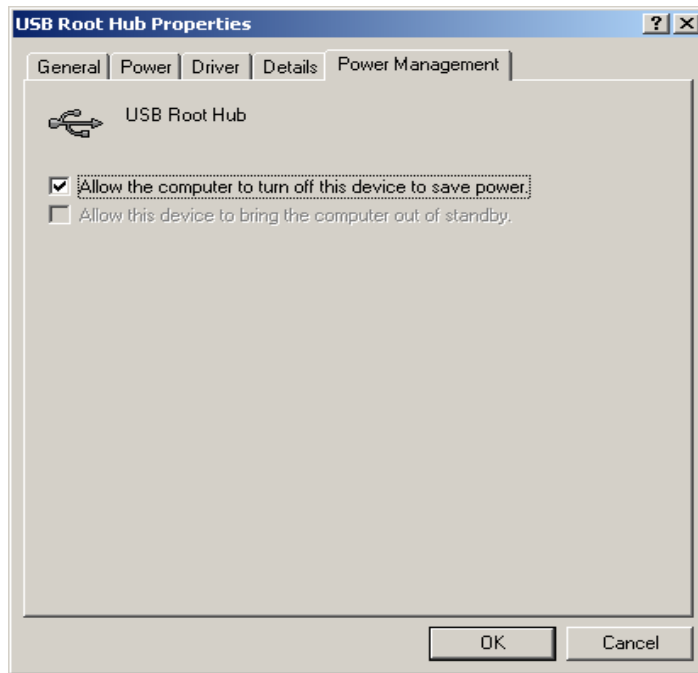 USB Root Hub Properties
? X
General Power Driver Details Power Management
USB Root Hub
Allow the computer to turn off this device to save power.
Allow this device to bring the computer out of standby.
OK Cancel